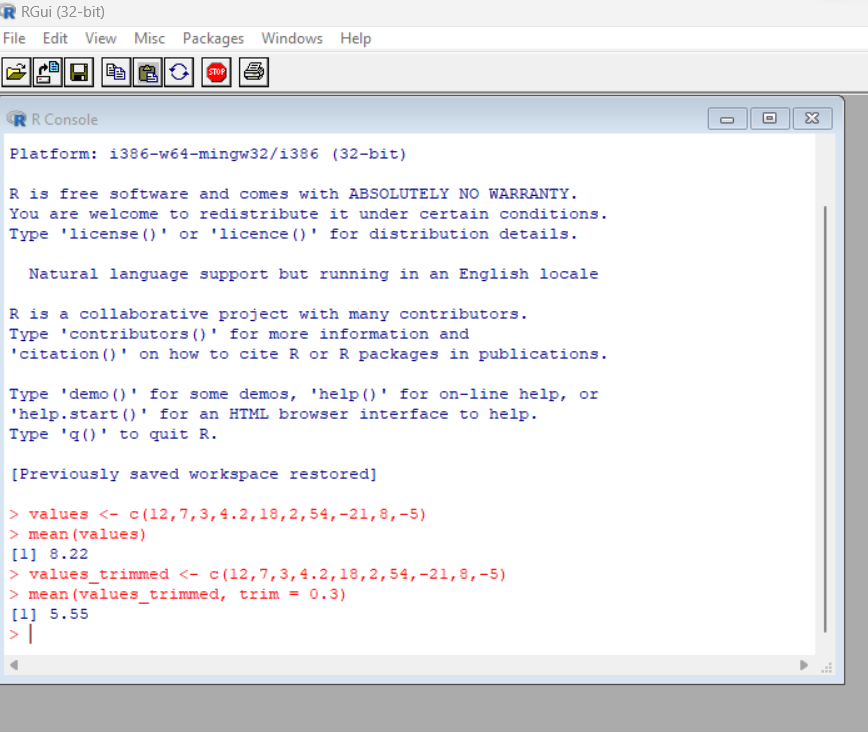 RGui (32-bit)
File Edit View Misc Packages Windows Help
STOP
R Console
Platform: i386-w64-mingw32/i386 (32-bit)
R is free software and comes with ABSOLUTELY NO WARRANTY.
You are welcome to redistribute it under certain conditions.
Type 'license()' or 'licence()' for distribution details.
Natural language support but running in an English locale
R is a collaborative project with many contributors.
Type 'contributors()' for more information and
'citation()' on how to cite R or R packages in publications.
Type 'demo()' for some demos, 'help()' for on-line help, or
'help.start()' for an HTML browser interface to help.
Type 'q()' to quit R.
[Previously saved workspace restored]
> values <- c(12,7,3,4.2,18,2,54,-21,8,-5)
> mean(values)
[1] 8.22
> values_trimmed <- c(12,7,3,4.2,18,2,54,-21,8,-5)
> mean(values_trimmed, trim = 0.3)
[1] 5.55
>